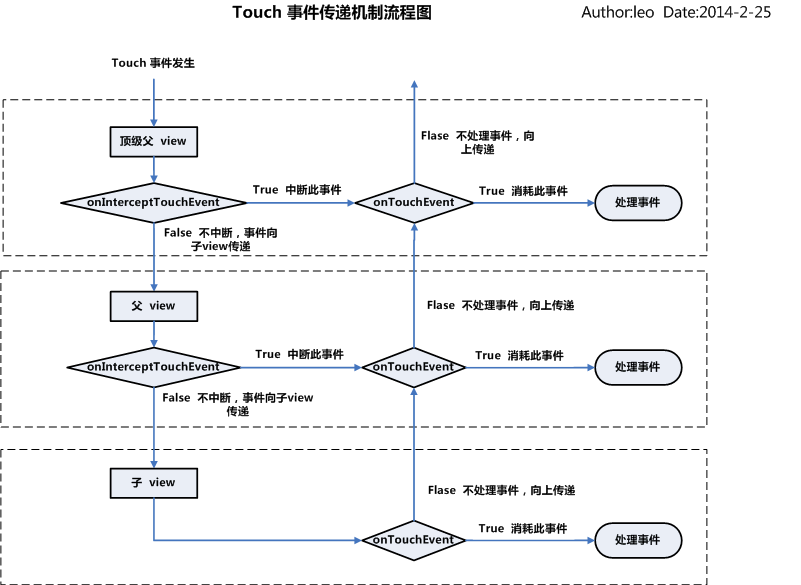 Touch 事件传递机制流程图
Author:leo Date:2014-2-25
Touch 事件发生
顶级父 view
Flase 不处理事件，向
上传递
onInterceptTouchEvent
True 中断此事件
onTouchEvent
True 消耗此事件
处理事件
False 不中断，事件向
子view传递
父 view
Flase 不处理事件，向上传递
onInterceptTouchEvent
True 中断此事件
onTouchEvent
True 消耗此事件
处理事件
False 不中断，事件向子view
传递
子 view
Flase 不处理事件，向上传递
onTouchEvent
True 消耗此事件
处理事件